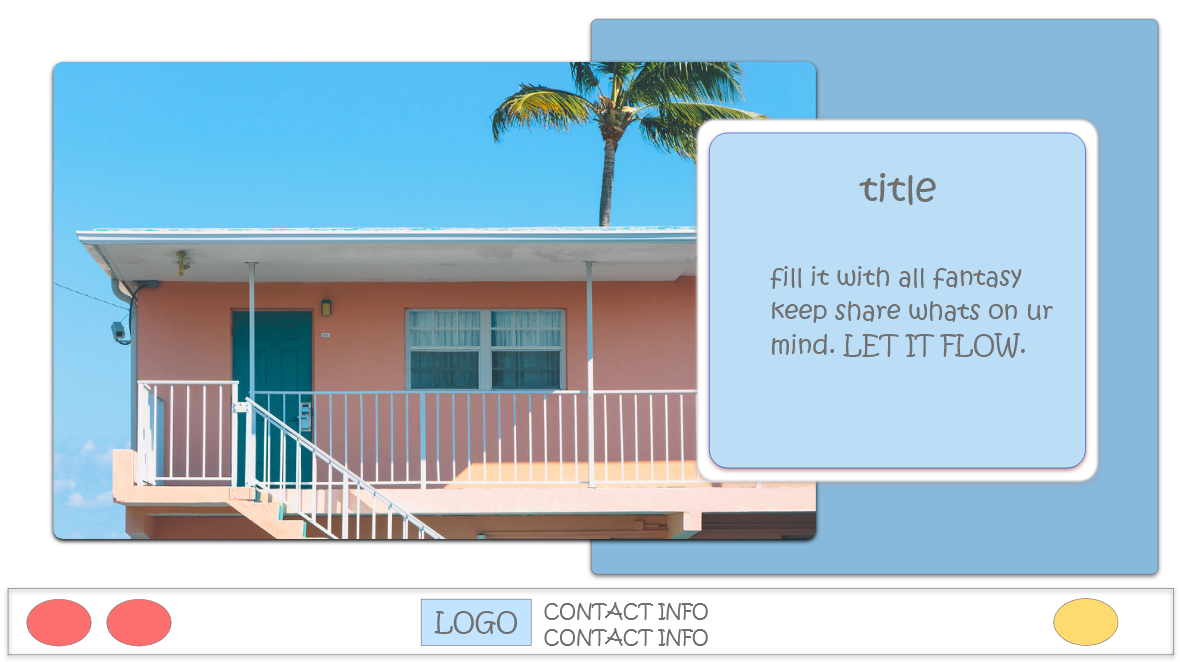 title
fill it with all fantasy
keep share whats on ur
mind. LET IT FLOW.
LOGO
CONTACT INFO
CONTACT INFO